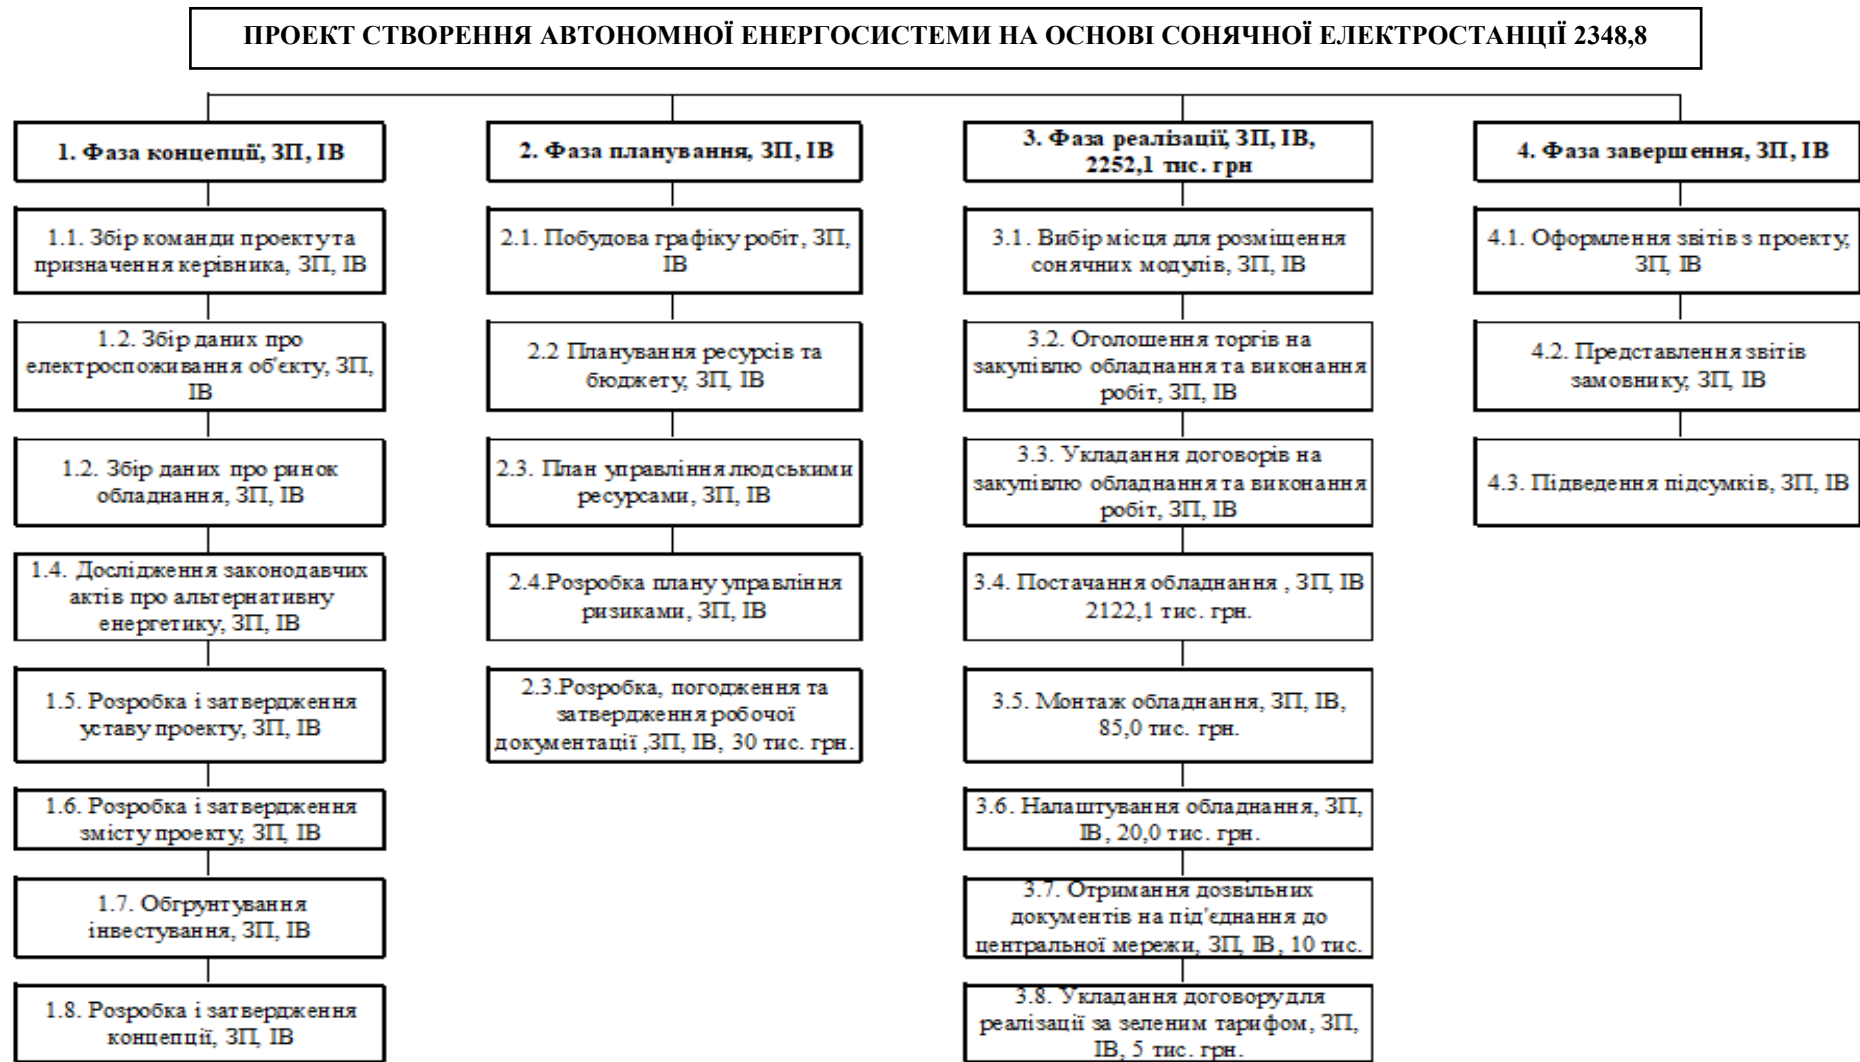 ПРОЕКТ СТВОРЕННЯ АВТОНОМНОЇ ЕНЕРГОСИСТЕМИ НА ОСНОВІ СОНЯЧНОЇ ЕЛЕКТРОСТАНЦІЇ 2348,8
1. Фаза концепції, ЗП, ІВ
1.1. Збір команди проекту та
призначення керівника, ЗП, ІВ
1.2. Збір даних про
електроспоживання об'єкту, ЗП,
ІВ
1.2. Збір даних про ринок
обладнання, ЗП, ІВ
1.4. Дослідження законодавчих
актів про альтернативну
енергетику, ЗП, ІВ
1.5. Розробка і затвердження
уставу проекту, ЗП, ІВ
1.6. Розробка і затвердження
змісту проекту, ЗП, ІВ
1.7. Обгрунтування
інвестування, ЗП, ІВ
1.8. Розробка і затвердження
концепції, ЗП, ІВ
2. Фаза планування, ЗП, ІВ
2.1. Побудова графіку робіт, ЗП,
ІВ
2.2 Планування ресурсів та
бюджету, ЗП, ІВ
2.3. План управління людськими
ресурсами, ЗП, ІВ
2.4.Розробка плану управління
ризиками, ЗП, ІВ
2.3.Розробка, погодження та
затвердження робочої
документації ,ЗП, ІВ, 30 тис. грн.
3. Фаза реалізації, ЗП, ІВ,
2252,1 тис. грн
3.1. Вибір місця для розміщення
сонячних модулів, ЗП, ІВ
3.2. Оголошення торгів на
закупівлю обладнання та виконання
робіт, ЗП, ІВ
3.3. Укладання договорів на
закупівлю обладнання та виконання
робіт, ЗП, ІВ
3.4. Постачання обладнання , ЗП, ІВ
2122,1 тис. грн.
3.5. Монтаж обладнання, ЗП, ІВ,
85,0 тис. грн.
3.6. Налаштування обладнання, ЗП,
ІВ, 20,0 тис. грн.
3.7. Отримання дозвільних
документів на під'єднання до
центральної мережи, ЗП, ІВ, 10 тис.
3.8. Укладання договору для
реалізації за зеленим тарифом, ЗП,
ІВ, 5 тис. грн.
4. Фаза завершення, ЗП, ІВ
4.1. Оформлення звітів з проекту,
ЗП, ІВ
4.2. Представлення звітів
замовнику, ЗП, ІВ
4.3. Підведення підсумків, ЗП, ІВ